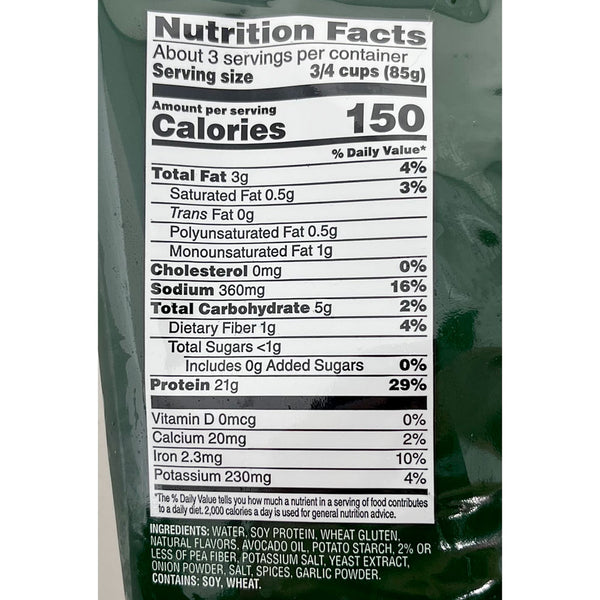 Nutrition Facts
About 3 servings per container
Serving size 3/4 cups (85g)
Amount per serving
Calories 150
% Daily Value*
Total Fat 3g 4%
Saturated Fat 0.5g 3%
Trans Fat 0g
Polyunsaturated Fat 0.5g
Monounsaturated Fat 1g
Cholesterol 0mg 0%
Sodium 360mg 16%
Total Carbohydrate 5g 2%
Dietary Fiber 1g 4%
Total Sugars <1g
Includes 0g Added Sugars 0%
Protein 21g 29%
Vitamin D 0mcg 0%
Calcium 20mg 2%
Iron 2.3mg 10%
Potassium 230mg 4%
*The % Daily Value tells you how much a nutrient in a serving of food contributes
to a daily diet. 2,000 calories a day is used for general nutrition advice.
INGREDIENTS: WATER, SOY PROTEIN, WHEAT GLUTEN,
NATURAL FLAVORS, AVOCADO OIL, POTATO STARCH, 2% OR
LESS OF PEA FIBER, POTASSIUM SALT, YEAST EXTRACT,
ONION POWDER, SALT, SPICES, GARLIC POWDER.
CONTAINS: SOY, WHEAT.